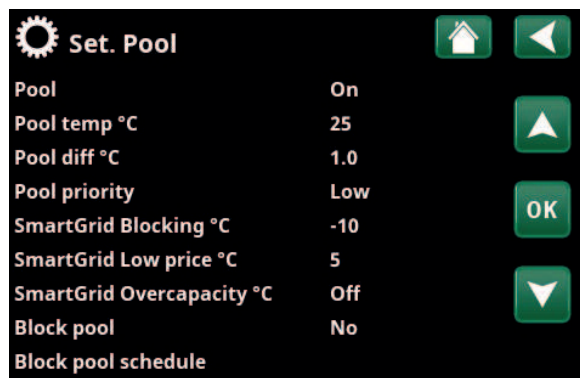 Set. Pool
Pool On
Pool temp °C 25
Pool diff °C 1.0
Pool priority Low
SmartGrid Blocking °C -10
OK
SmartGrid Low price °C 5
SmartGrid Overcapacity °C Off
Block pool No
Block pool schedule